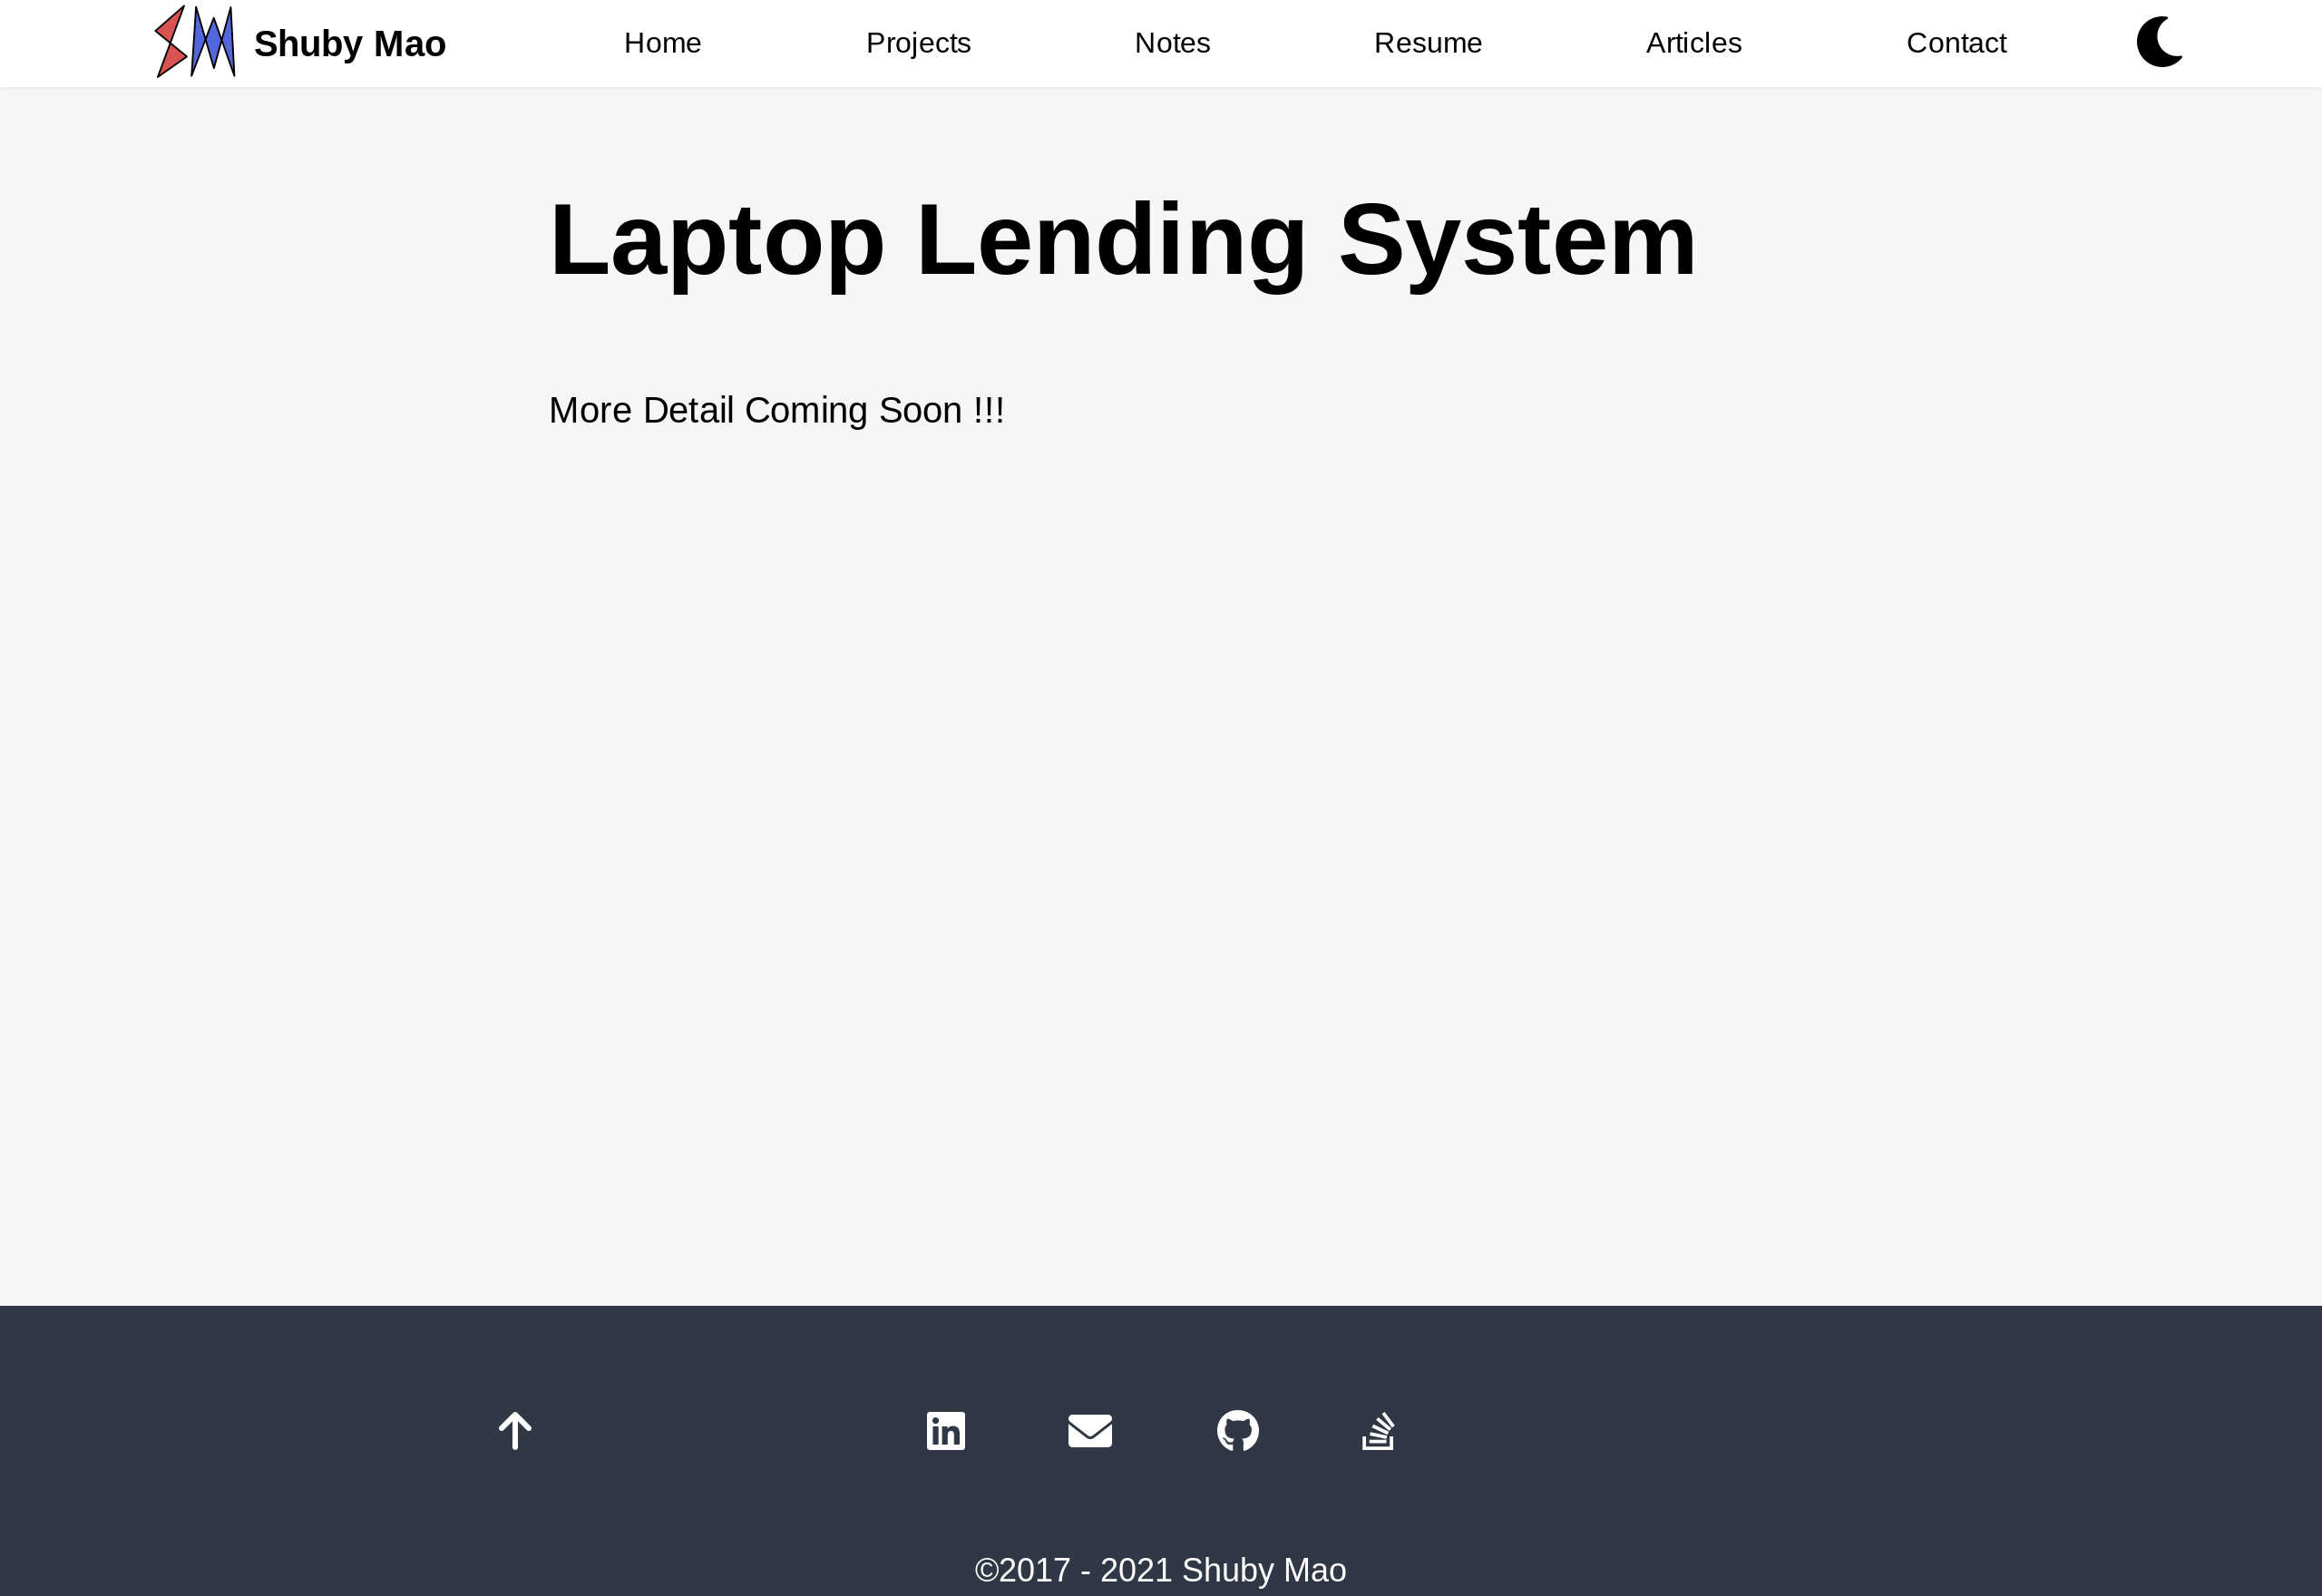 Shuby Mao
Home
Projects
Notes
Resume
Articles
Contact
Laptop Lending System
More Detail Coming Soon !!!
©2017 - 2021 Shuby Mao